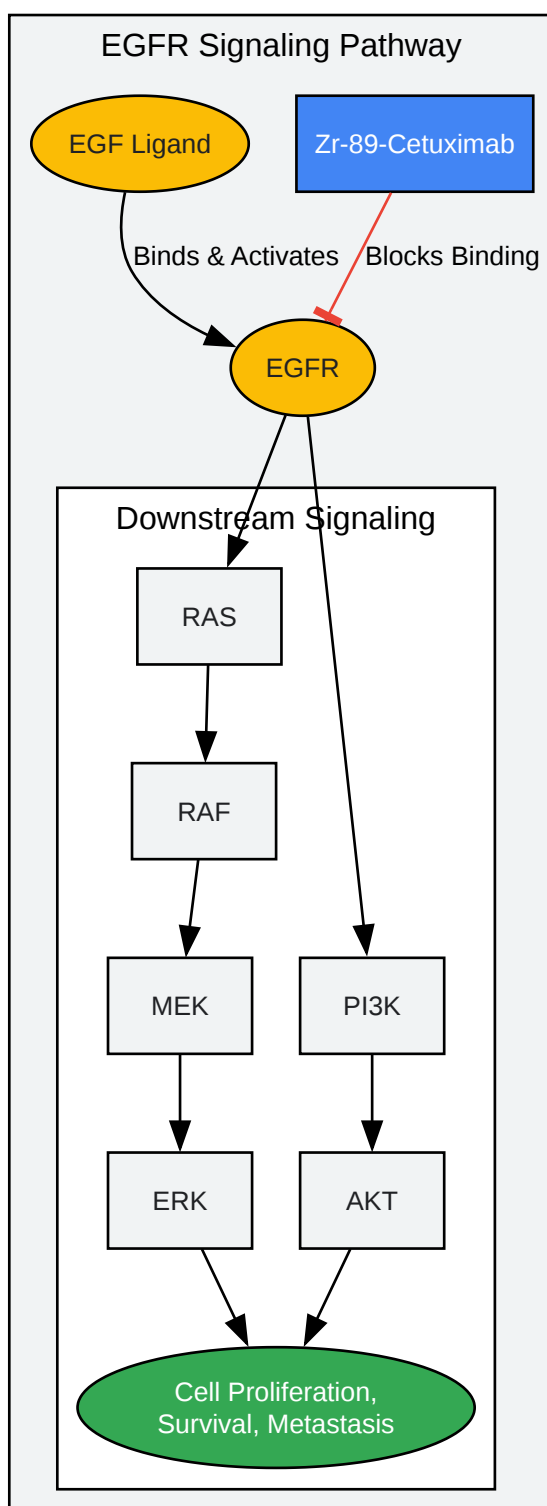 EGFR Signaling Pathway
EGF Ligand
Zr-89-Cetuximab
Binds & Activates
Blocks Binding
EGFR
Downstream Signaling
RAS
RAF
MEK
PI3K
ERK
AKT
Cell Proliferation,
Survival, Metastasis